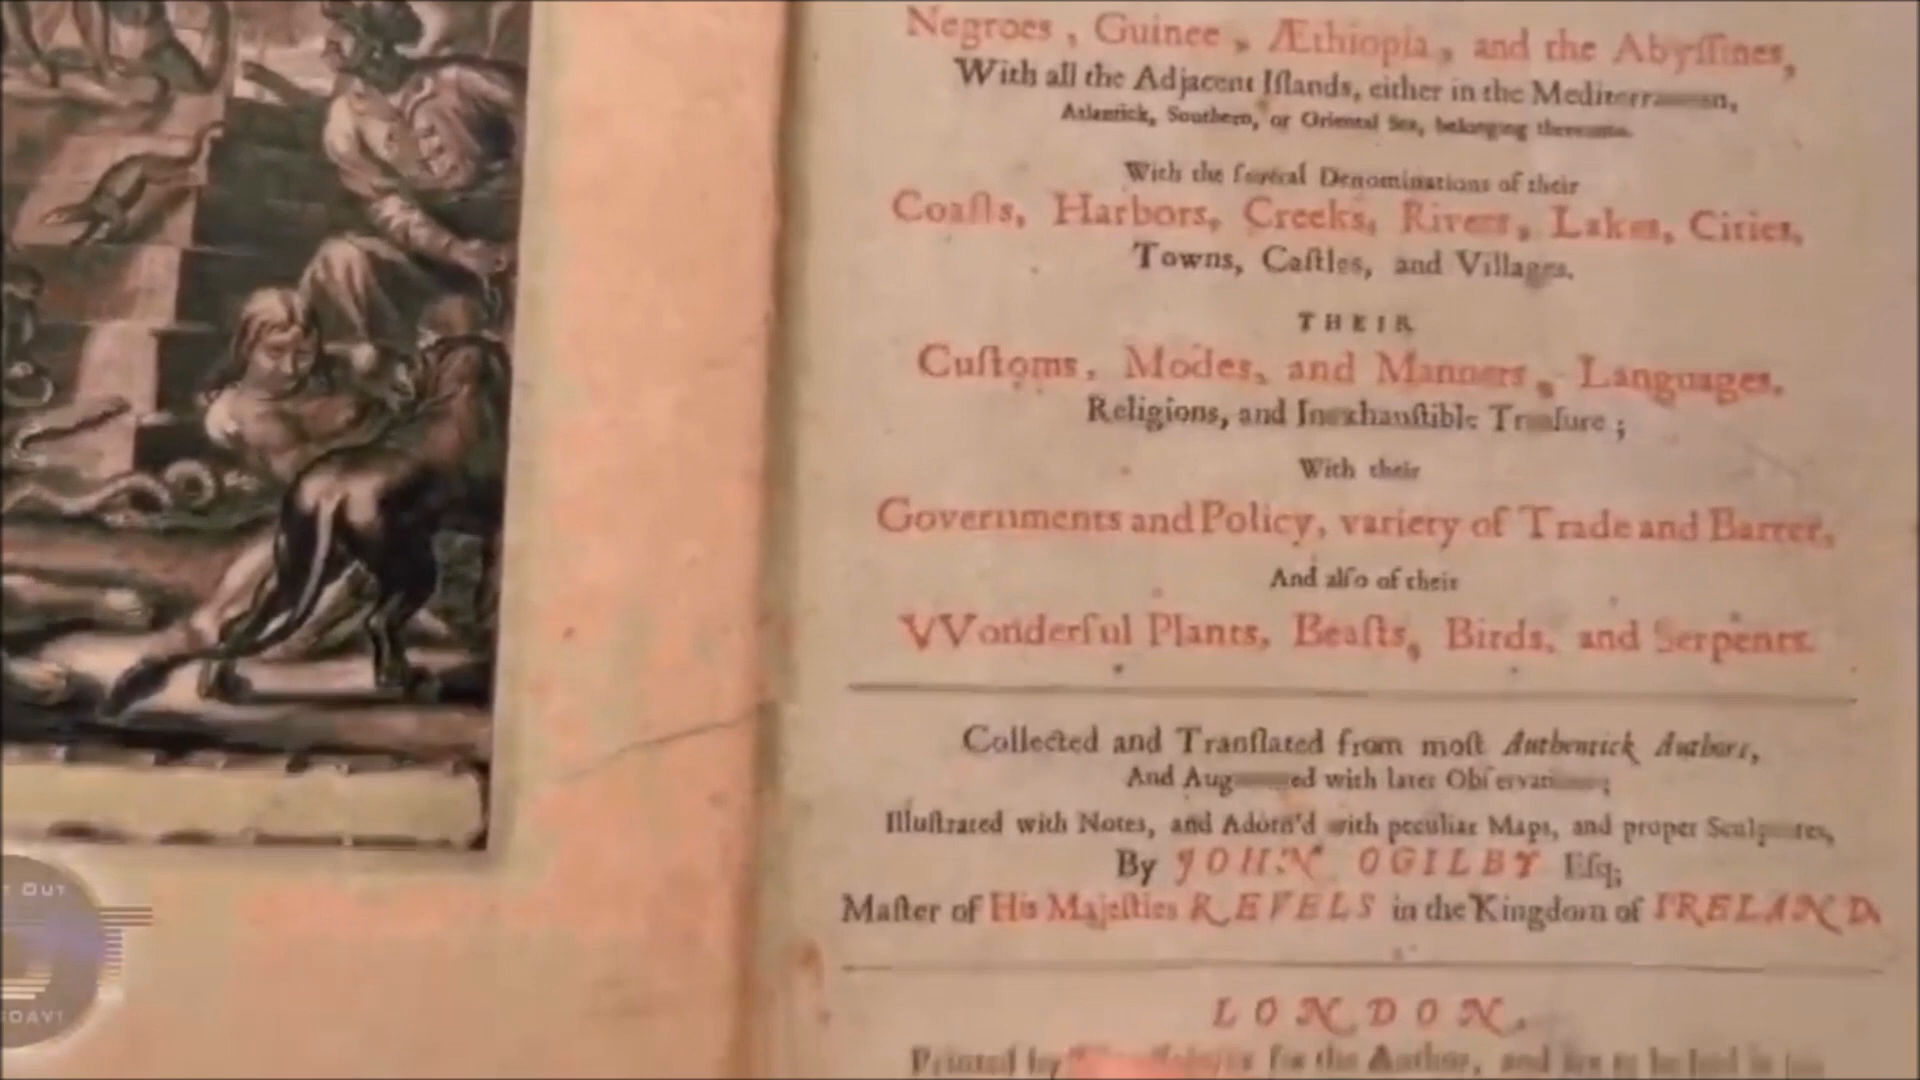 Negroes, Guinee, Æthiopia, and the Abyſſines,
With all the Adjacent Iſlands, either in the Mediterranean,
Atlantick, Southern, or Oriental Sea, belonging thereunto.
With the ſeveral Denominations of their
Coaſts, Harbors, Creeks, Rivers, Lakes, Cities,
Towns, Caſtles, and Villages.
THEIR
Cuſtoms, Modes, and Manners, Languages,
Religions, and Inexhauſtible Treaſure;
With their
Governments and Policy, variety of Trade and Barter,
And alſo of their
VVonderful Plants, Beaſts, Birds, and Serpents.
Collected and Tranſlated from moſt Authentick Authors,
And Augmented with later Obſervations;
Illuſtrated with Notes, and Adorn'd with peculiar Maps, and proper Sculptures,
By JOHN OGILBY Eſq;
Maſter of His Majeſties REVELS in the Kingdom of IRELAND.
LONDON,
Printed by for the Author, and are to be had
OUT